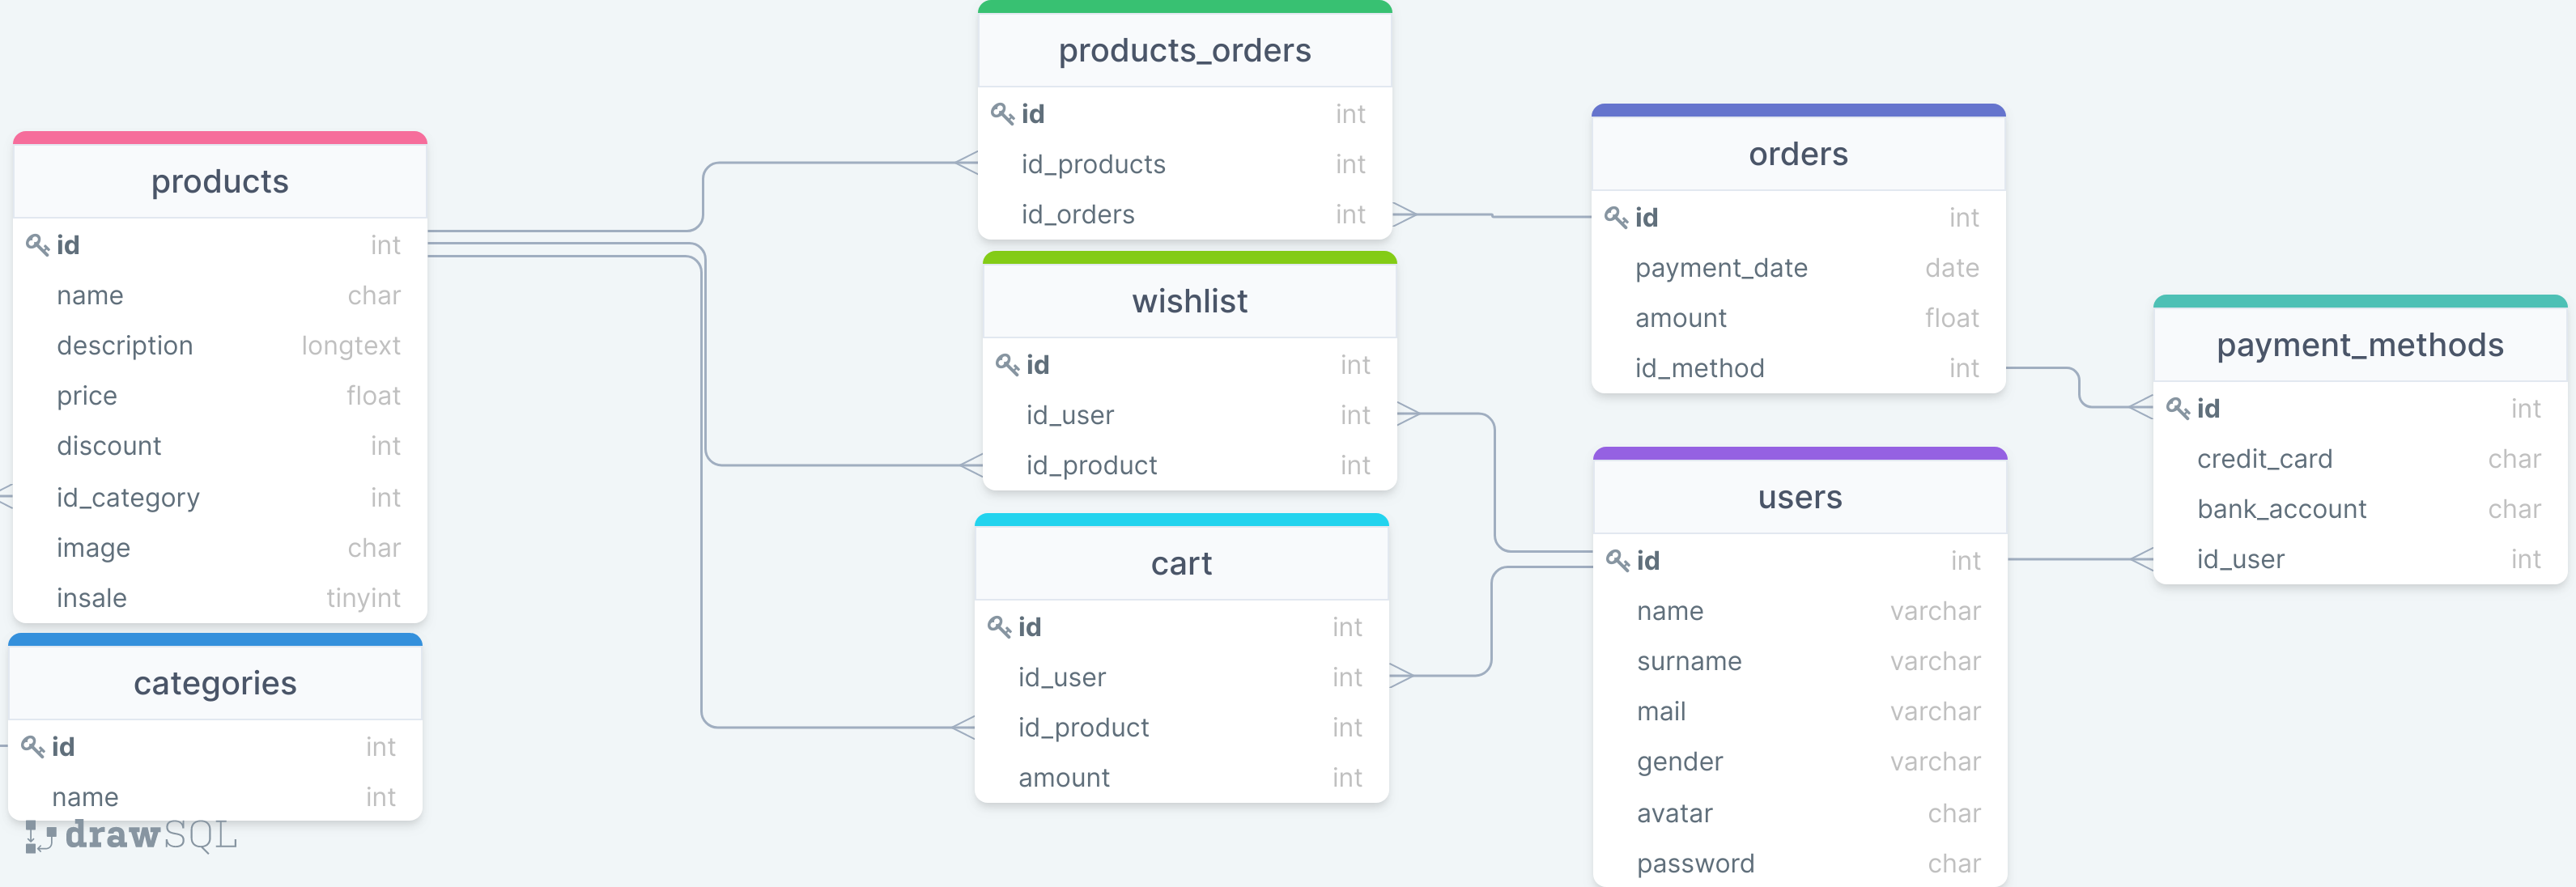 products
id int
name char
description longtext
price float
discount int
id_category int
image char
insale tinyint
categories
id int
name int
drawSQL
products_orders
id int
id_products int
id_orders int
wishlist
id int
id_user int
id_product int
cart
id int
id_user int
id_product int
amount int
orders
id int
payment_date date
amount float
id_method int
users
id int
name varchar
surname varchar
mail varchar
gender varchar
avatar char
password char
payment_methods
id int
credit_card char
bank_account char
id_user int